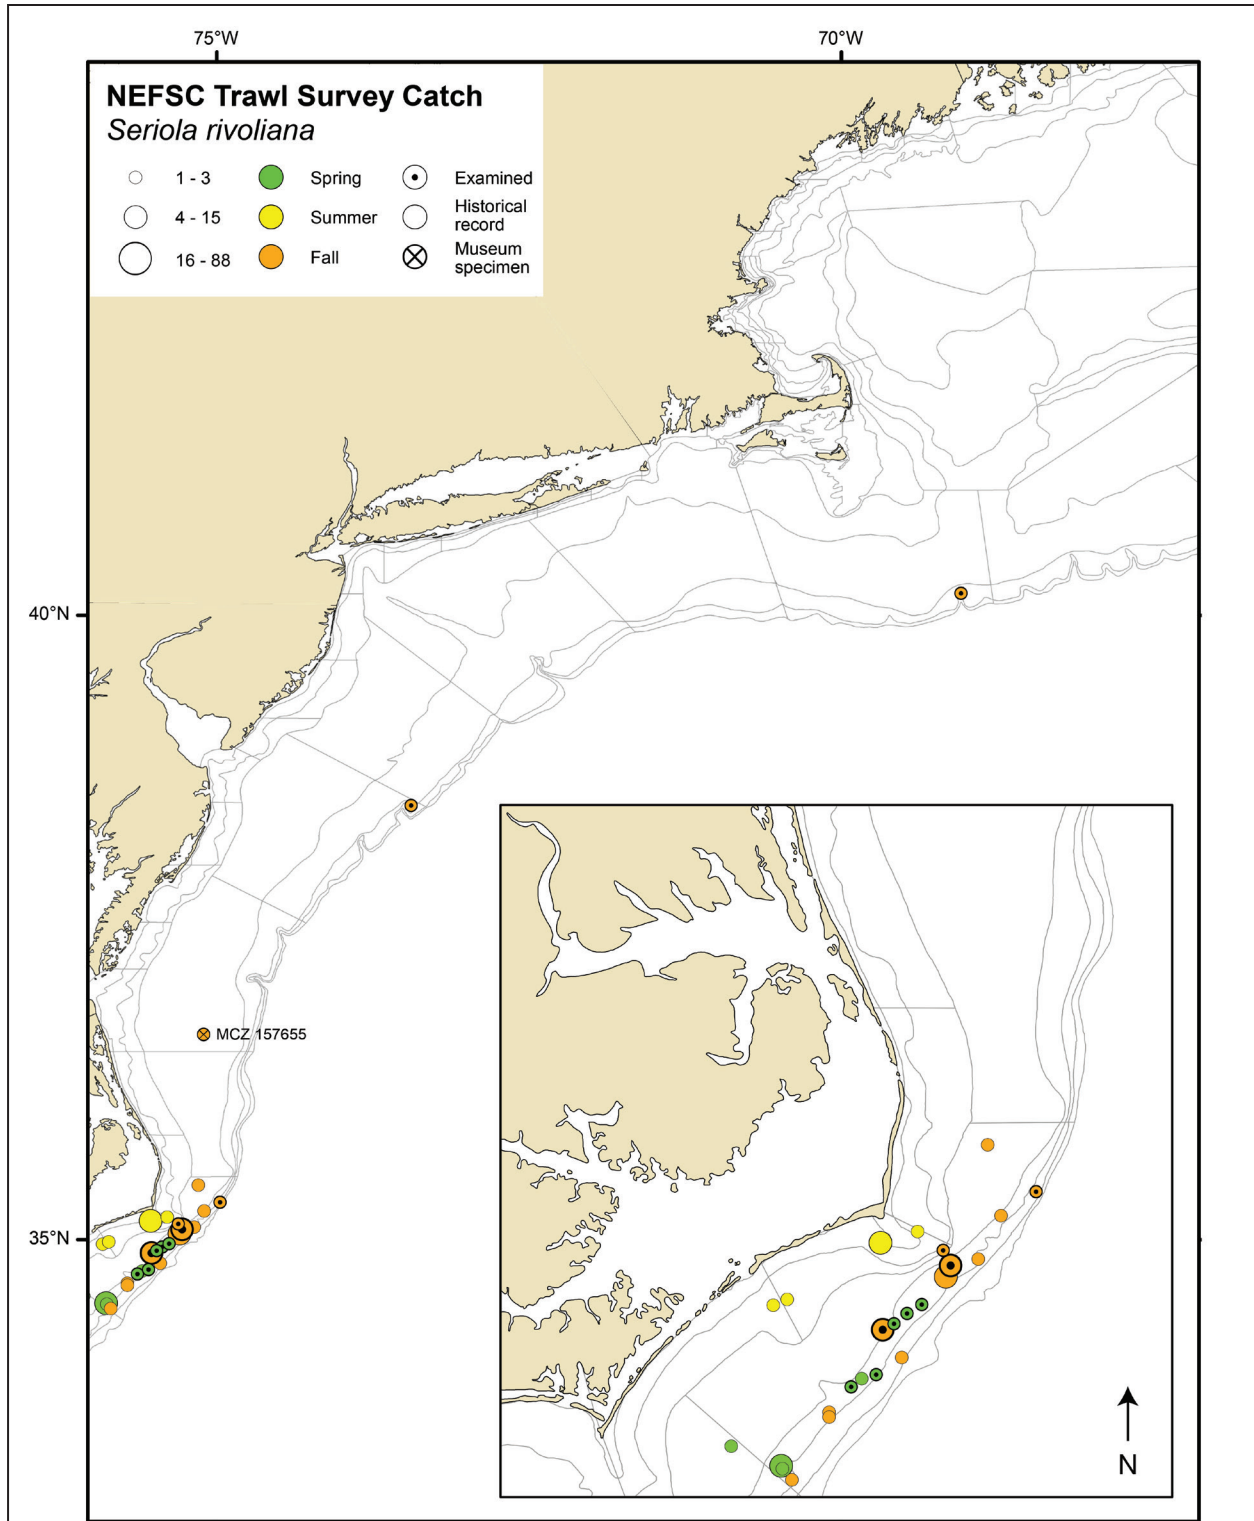 75°W 70°W
NEFSC Trawl Survey Catch
Seriola rivoliana
1 - 3 Spring Examined
4 - 15 Summer Historical record
16 - 88 Fall Museum specimen
40°N
MCZ 157655
35°N
N